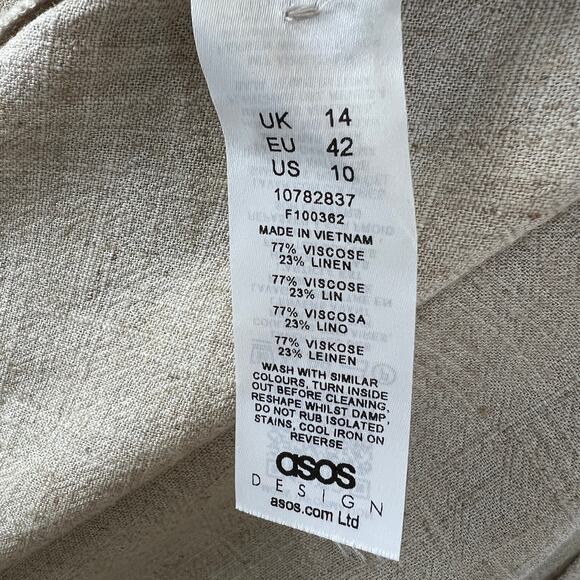 UK 14
EU 42
US 10
10782837
F100362
MADE IN VIETNAM
77% VISCOSE
23% LINEN
77% VISCOSE
23% LIN
77% VISCOSA
23% LINO
77% VISKOSE
23% LEINEN
WASH WITH SIMILAR
COLOURS, TURN INSIDE
OUT BEFORE CLEANING,
RESHAPE WHILST DAMP,
DO NOT RUB ISOLATED
STAINS, COOL IRON ON
REVERSE
asos
DESIGN
asos.com Ltd